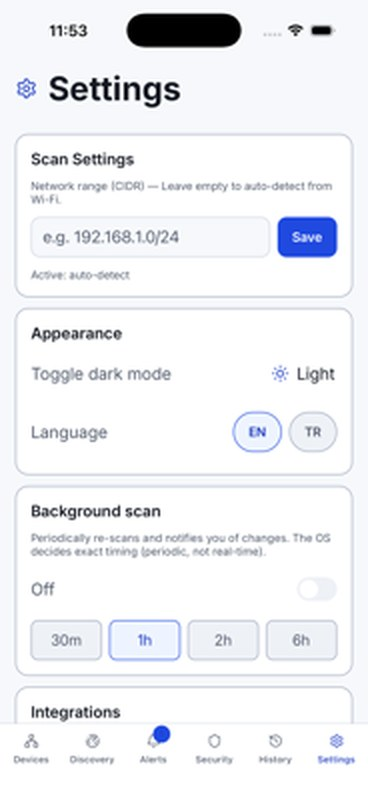 11:53
Settings
Scan Settings
Network range (CIDR) — Leave empty to auto-detect from
Wi-Fi.
e.g. 192.168.1.0/24
Save
Active: auto-detect
Appearance
Toggle dark mode
Light
Language
EN
TR
Background scan
Periodically re-scans and notifies you of changes. The OS
decides exact timing (periodic, not real-time).
Off
30m
1h
2h
6h
Integrations
Devices
Discovery
Alerts
Security
History
Settings